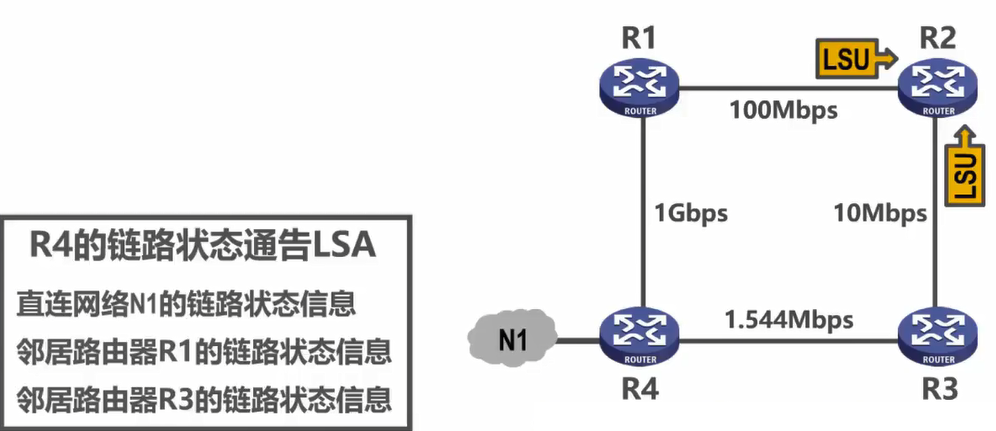 R1
R2
LSU
ROUTER
ROUTER
100Mbps
LSU
1Gbps
10Mbps
R4的链路状态通告LSA
直连网络N1的链路状态信息
邻居路由器R1的链路状态信息
邻居路由器R3的链路状态信息
1.544Mbps
N1
ROUTER
ROUTER
R4
R3